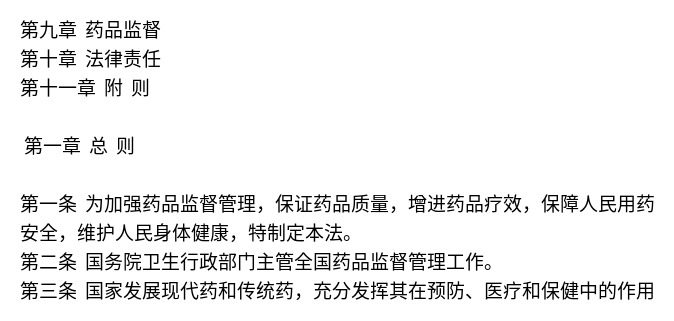 第九章 药品监督
第十章 法律责任
第十一章 附 则
第一章 总 则
第一条 为加强药品监督管理，保证药品质量，增进药品疗效，保障人民用药
安全，维护人民身体健康，特制定本法。
第二条 国务院卫生行政部门主管全国药品监督管理工作。
第三条 国家发展现代药和传统药，充分发挥其在预防、医疗和保健中的作用